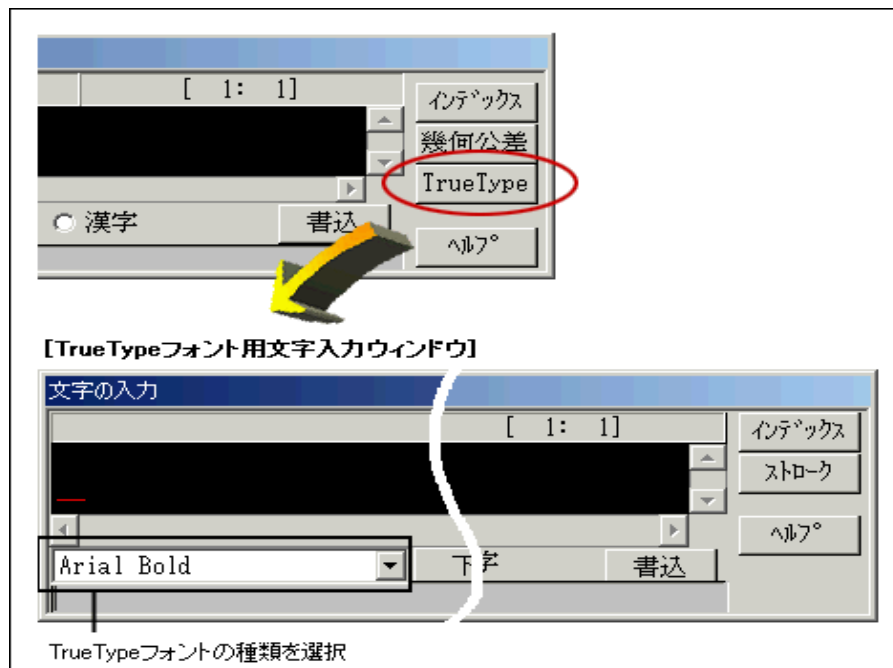 [ 1: 1]
ｲﾝﾃﾞｯｸｽ
幾何公差
TrueType
漢字 書込
ﾍﾙﾌﾟ
[TrueTypeフォント用文字入力ウィンドウ]
文字の入力
[ 1: 1]
ｲﾝﾃﾞｯｸｽ
ｽﾄﾛｰｸ
ﾍﾙﾌﾟ
Arial Bold 下字 書込
TrueTypeフォントの種類を選択